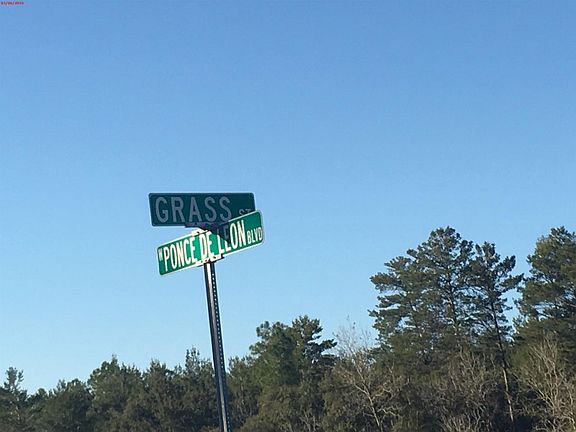 GRASS ST
W PONCE DE LEON BLVD